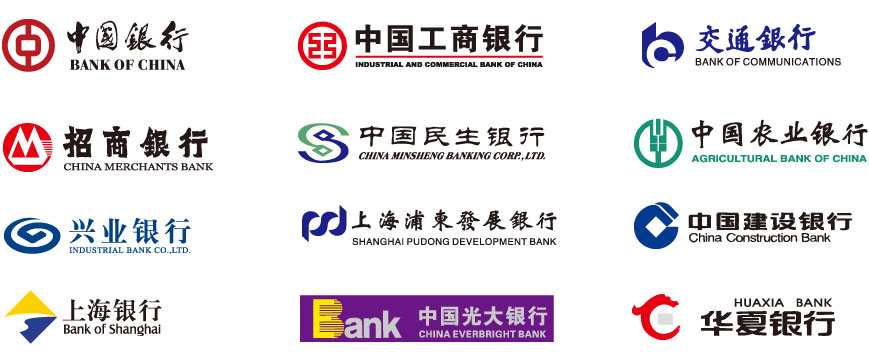 中國銀行
BANK OF CHINA
中国工商银行
INDUSTRIAL AND COMMERCIAL BANK OF CHINA
交通銀行
BANK OF COMMUNICATIONS
招商銀行
CHINA MERCHANTS BANK
中国民生银行
CHINA MINSHENG BANKING CORP., LTD.
中国农业银行
AGRICULTURAL BANK OF CHINA
兴业银行
INDUSTRIAL BANK CO.,LTD.
上海浦東發展銀行
SHANGHAI PUDONG DEVELOPMENT BANK
中国建设银行
China Construction Bank
上海银行
Bank of Shanghai
Bank
中国光大银行
CHINA EVERBRIGHT BANK
HUAXIA BANK
华夏银行